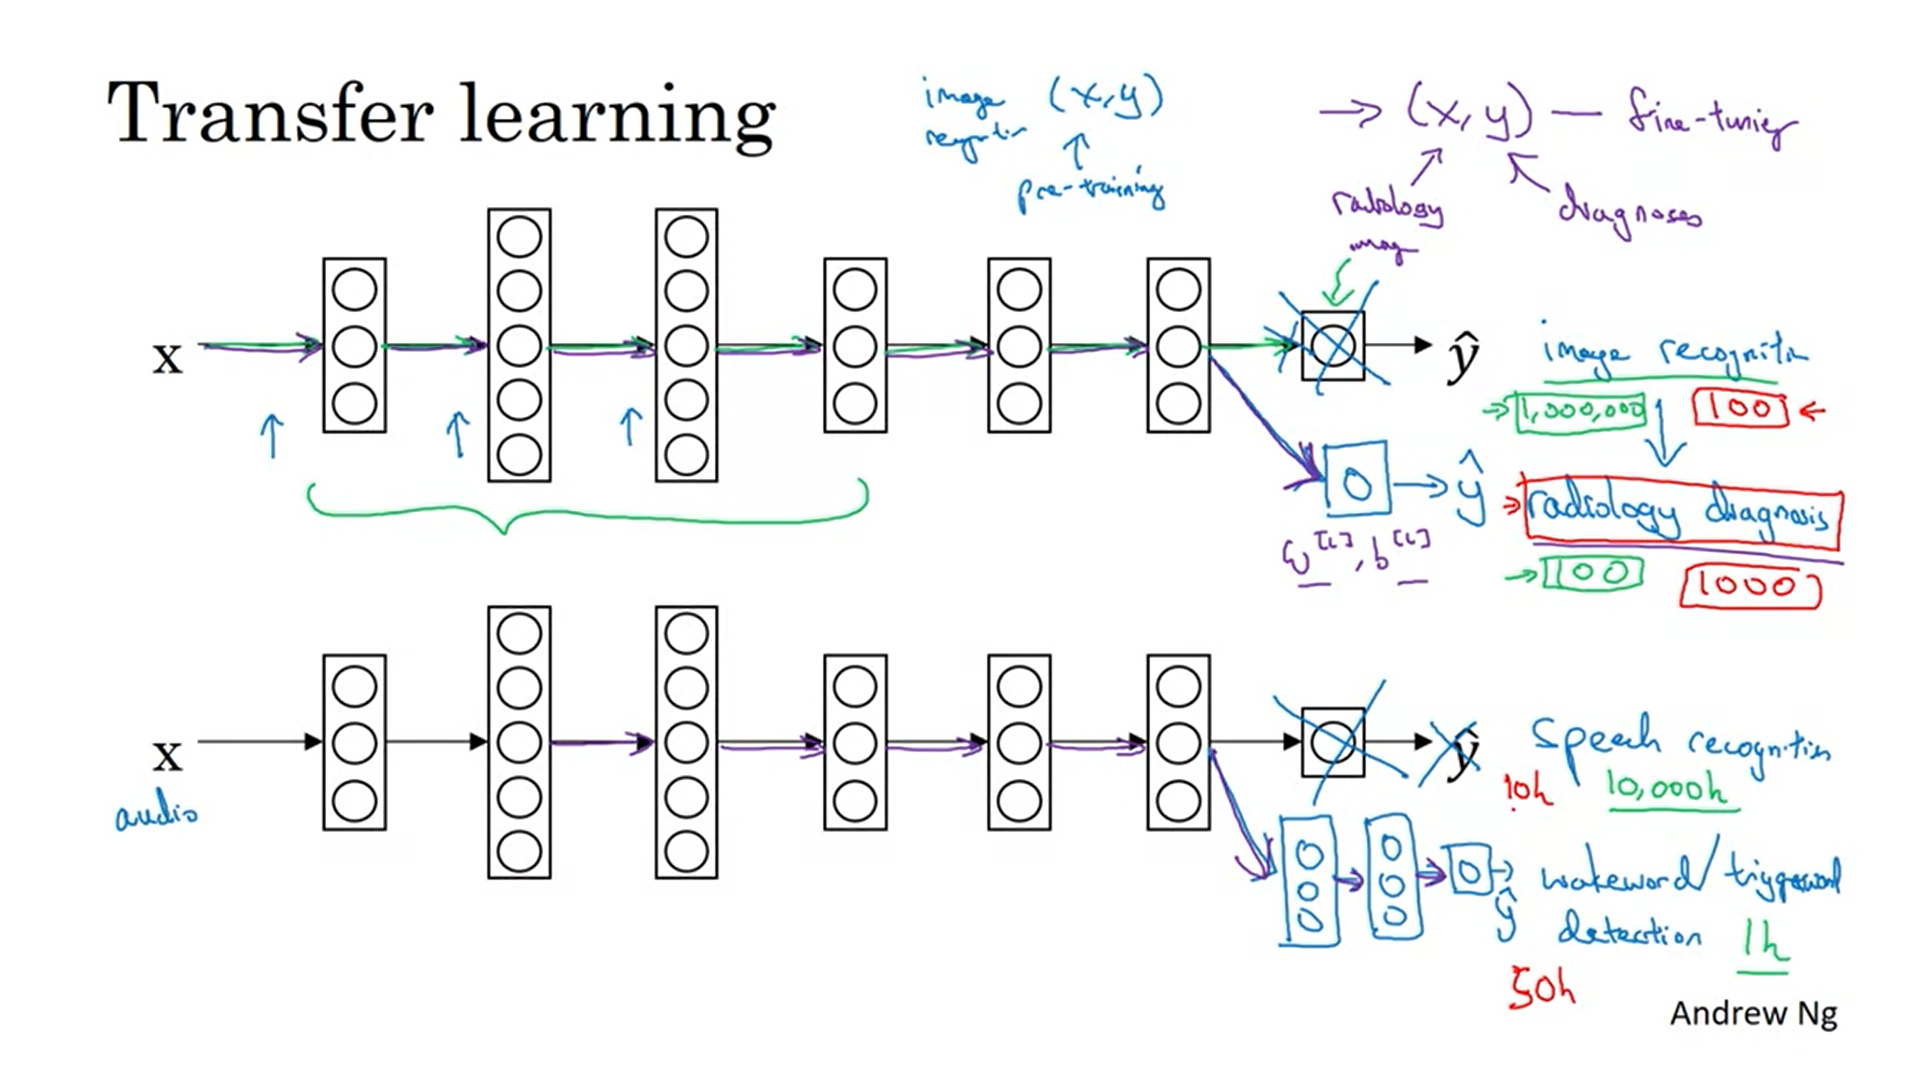 Transfer learning
image (x, y)
recognition
↑
pre-training
→ (x, y) — fine-tuning
radiology
image
diagnoses
x
ŷ
image recognition
1,000,000 100
ŷ
radiology diagnosis
w[L], b[L]
100 1000
x
audio
ŷ
Speech recognition
10h 10,000h
ŷ
wakeword/triggerword
detection 1h
50h
Andrew Ng